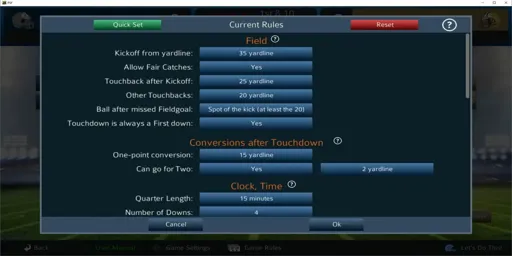 Quick Set Current Rules Reset ?
Field ?
Kickoff from yardline: 35 yardline
Allow Fair Catches: Yes
Touchback after Kickoff: 25 yardline
Other Touchbacks: 20 yardline
Ball after missed Fieldgoal: Spot of the kick (at least the 20)
Touchdown is always a First down: Yes
Conversions after Touchdown ?
One-point conversion: 15 yardline
Can go for Two: Yes 2 yardline
Clock, Time ?
Quarter Length: 15 minutes
Number of Downs: 4
Cancel Ok
Back Game Settings Game Rules Let's Do This!